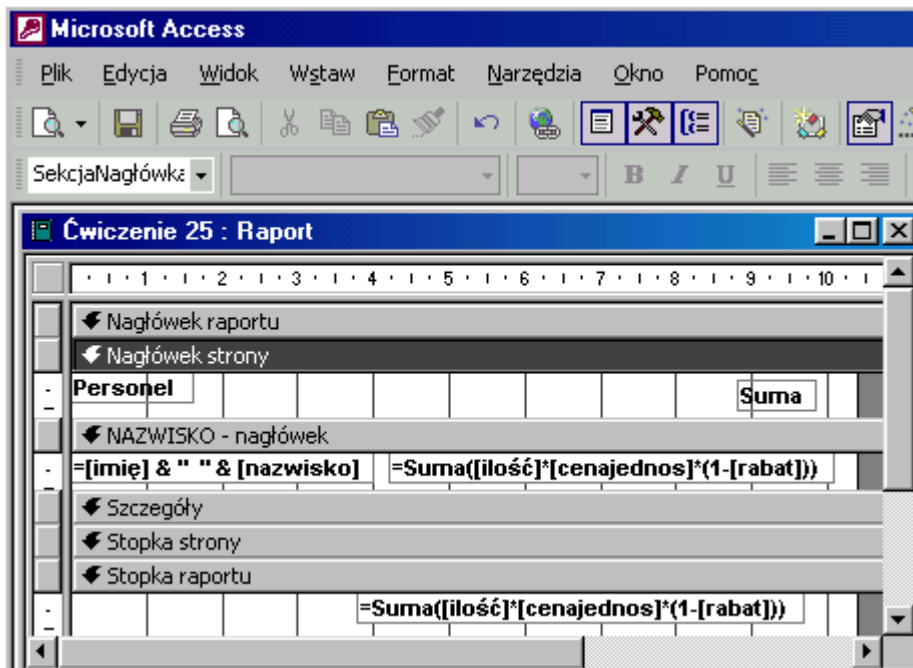 Microsoft Access
Plik Edycja Widok Wstaw Format Narzędzia Okno Pomoc
SekcjaNagłówka B I U
Ćwiczenie 25 : Raport
1 2 3 4 5 6 7 8 9 10
Nagłówek raportu
Nagłówek strony
Personel Suma
NAZWISKO - nagłówek
=[imię] & " " & [nazwisko] =Suma([ilość]*[cenajednos]*(1-[rabat]))
Szczegóły
Stopka strony
Stopka raportu
=Suma([ilość]*[cenajednos]*(1-[rabat]))